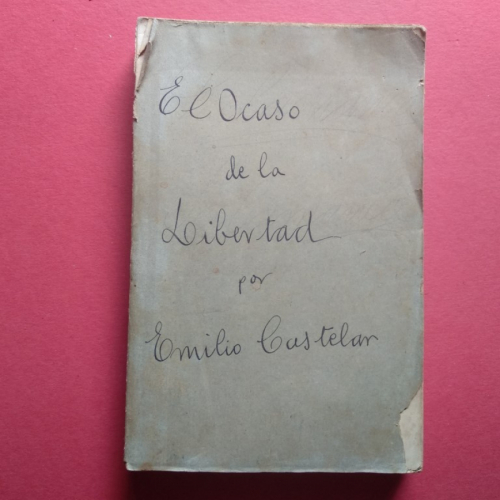 El Ocaso
de la
Libertad
por
Emilio Castelar